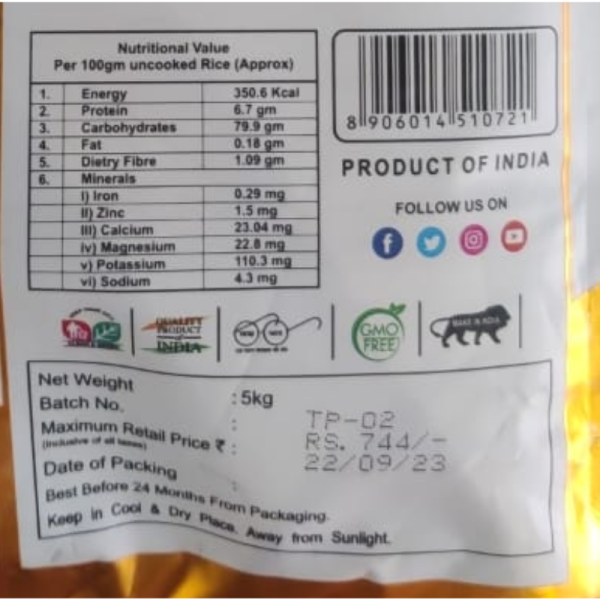 Nutritional Value
Per 100gm uncooked Rice (Approx)
1. Energy 350.6 Kcal
2. Protein 6.7 gm
3. Carbohydrates 79.9 gm
4. Fat 0.18 gm
5. Dietry Fibre 1.09 gm
6. Minerals
I) Iron 0.29 mg
II) Zinc 1.5 mg
III) Calcium 23.04 mg
iv) Magnesium 22.8 mg
v) Potassium 110.3 mg
vi) Sodium 4.3 mg
8 906014 510721
PRODUCT OF INDIA
FOLLOW US ON
QUALITY
PRODUCT
of
INDIA
GMO
FREE
MAKE IN INDIA
Net Weight : 5kg
Batch No. : TP-02
Maximum Retail Price ₹ : RS. 744/-
(Inclusive of all taxes)
Date of Packing : 22/09/23
Best Before 24 Months From Packaging.
Keep in Cool & Dry Place. Away from Sunlight.